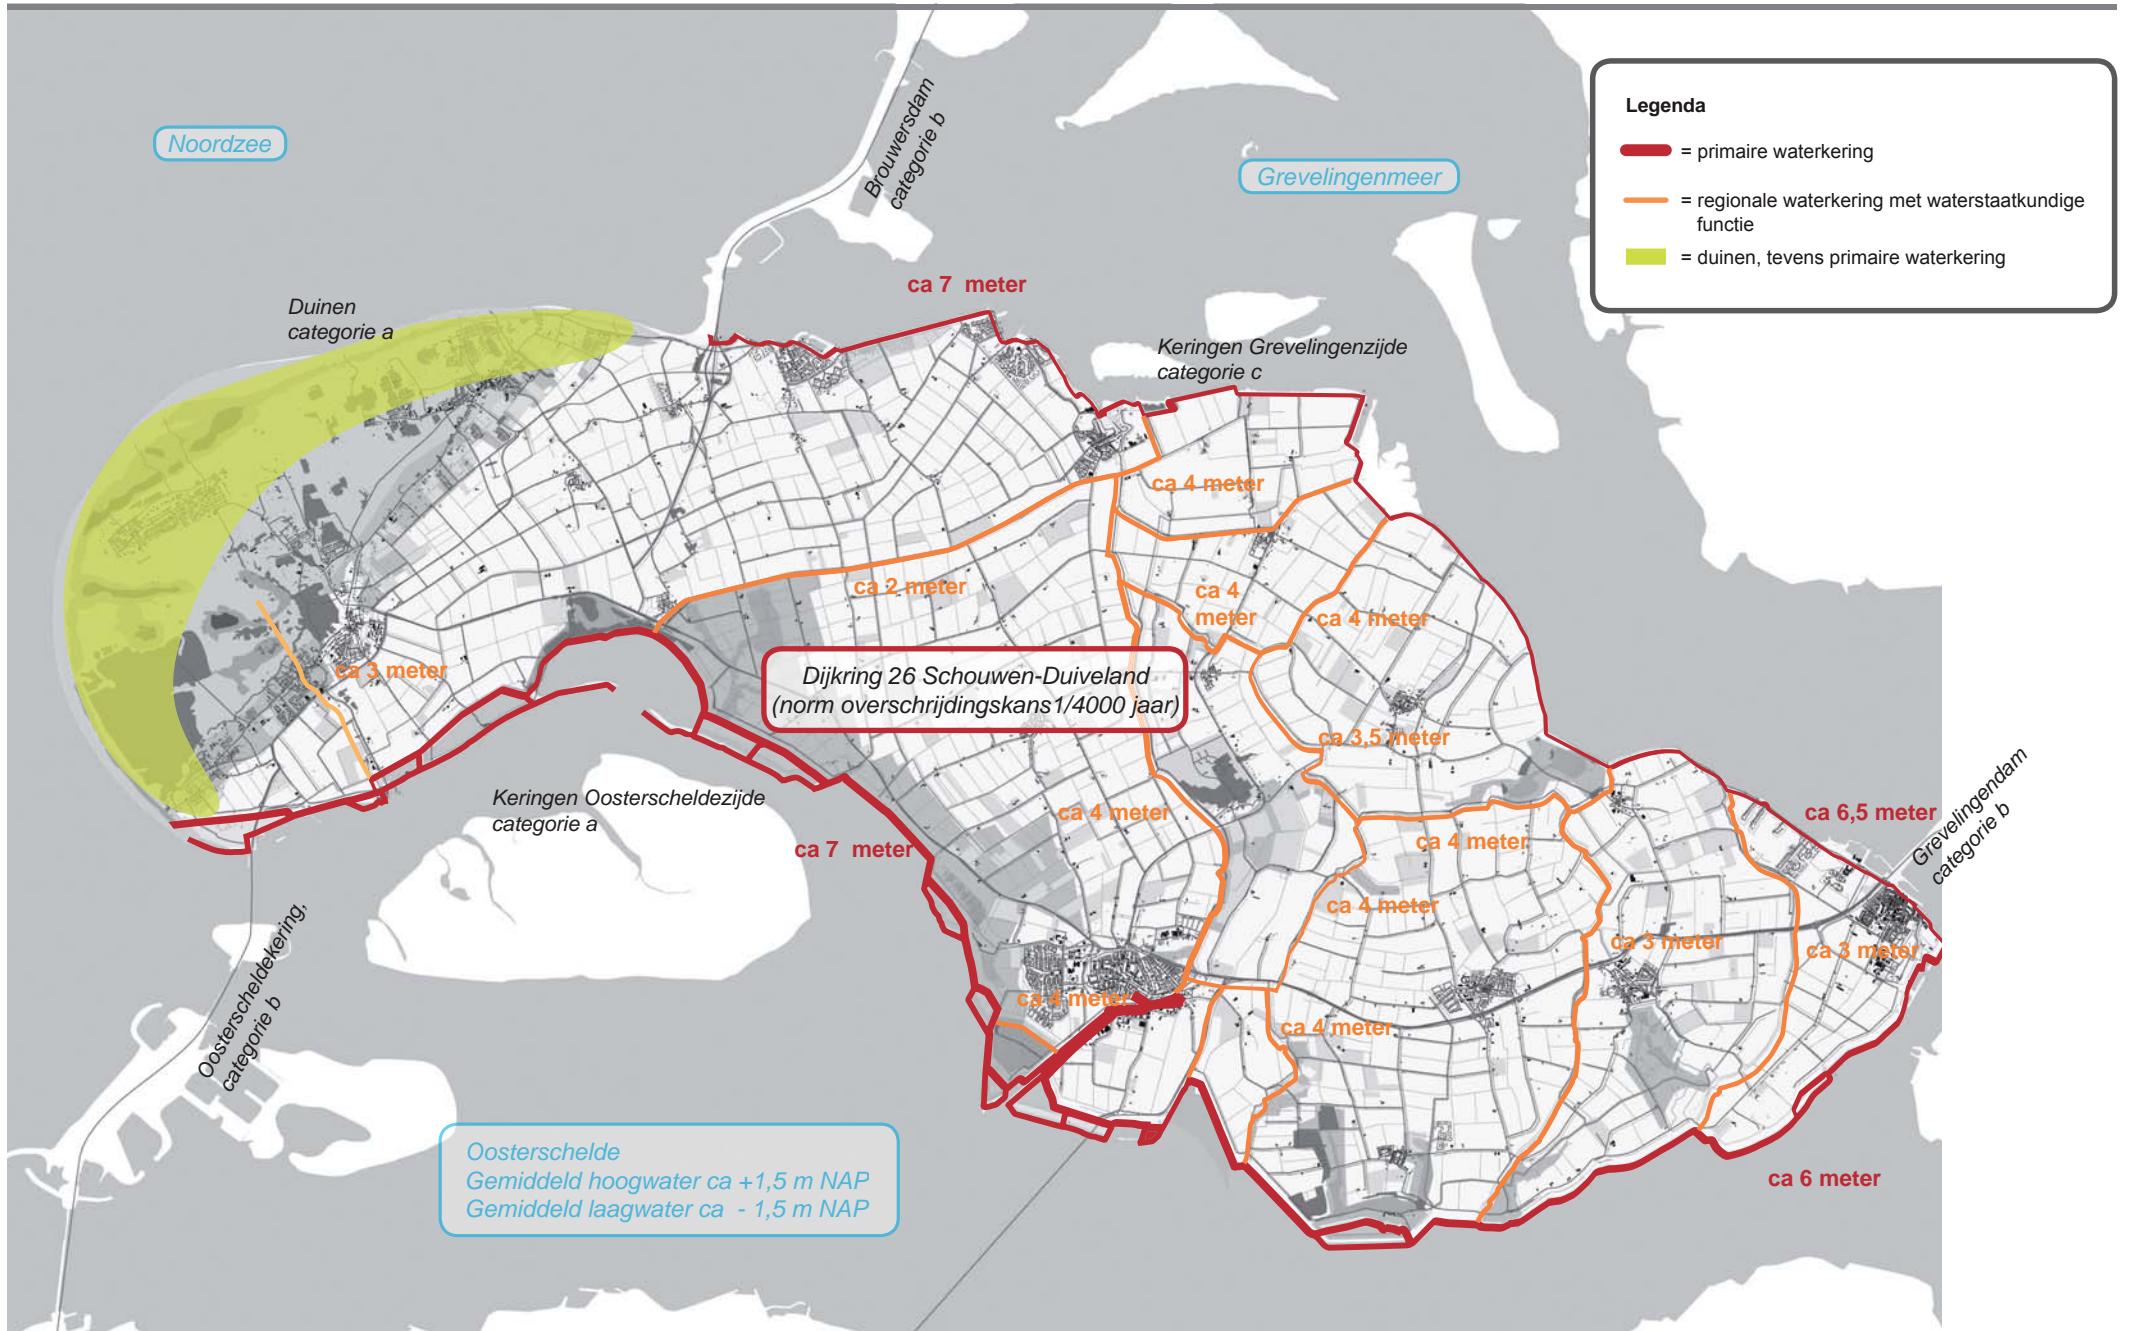 Legenda
= primaire waterkering
= regionale waterkering met waterstaatkundige
functie
= duinen, tevens primaire waterkering
Noordzee
Brouwersdam
categorie b
Grevelingenmeer
Duinen
categorie a
ca 7  meter
Keringen Grevelingenzijde
categorie c
ca 4 meter
ca 2 meter
ca 4
meter
ca 4 meter
ca 3 meter
Dijkring 26 Schouwen-Duiveland
(norm overschrijdingskans1/4000 jaar)
ca 3,5 meter
Keringen Oosterscheldezijde
categorie a
ca 4 meter
ca 7  meter
ca 4 meter
ca 6,5 meter
Grevelingendam
categorie b
ca 4 meter
ca 3 meter
ca 3 meter
Oosterscheldekering,
categorie b
ca 4 meter
ca 4 meter
Oosterschelde
Gemiddeld hoogwater ca +1,5 m NAP
Gemiddeld laagwater ca  - 1,5 m NAP
ca 6 meter